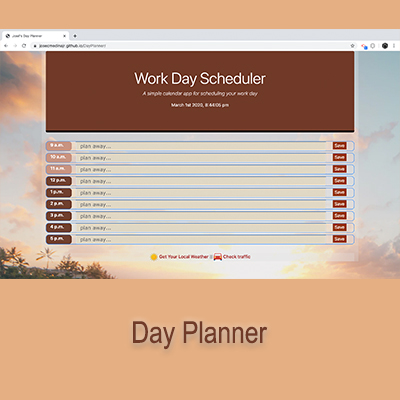 Josef's Day Planner
josecmedinajr.github.io/DayPlanner/
Work Day Scheduler
A simple calendar app for scheduling your work day
March 1st 2020, 8:44:05 pm
9 a.m. plan away... Save
10 a.m. plan away... Save
11 a.m. plan away... Save
12 p.m. plan away... Save
1 p.m. plan away... Save
2 p.m. plan away... Save
3 p.m. plan away... Save
4 p.m. plan away... Save
5 p.m. plan away... Save
Get Your Local Weather || Check traffic
Day Planner